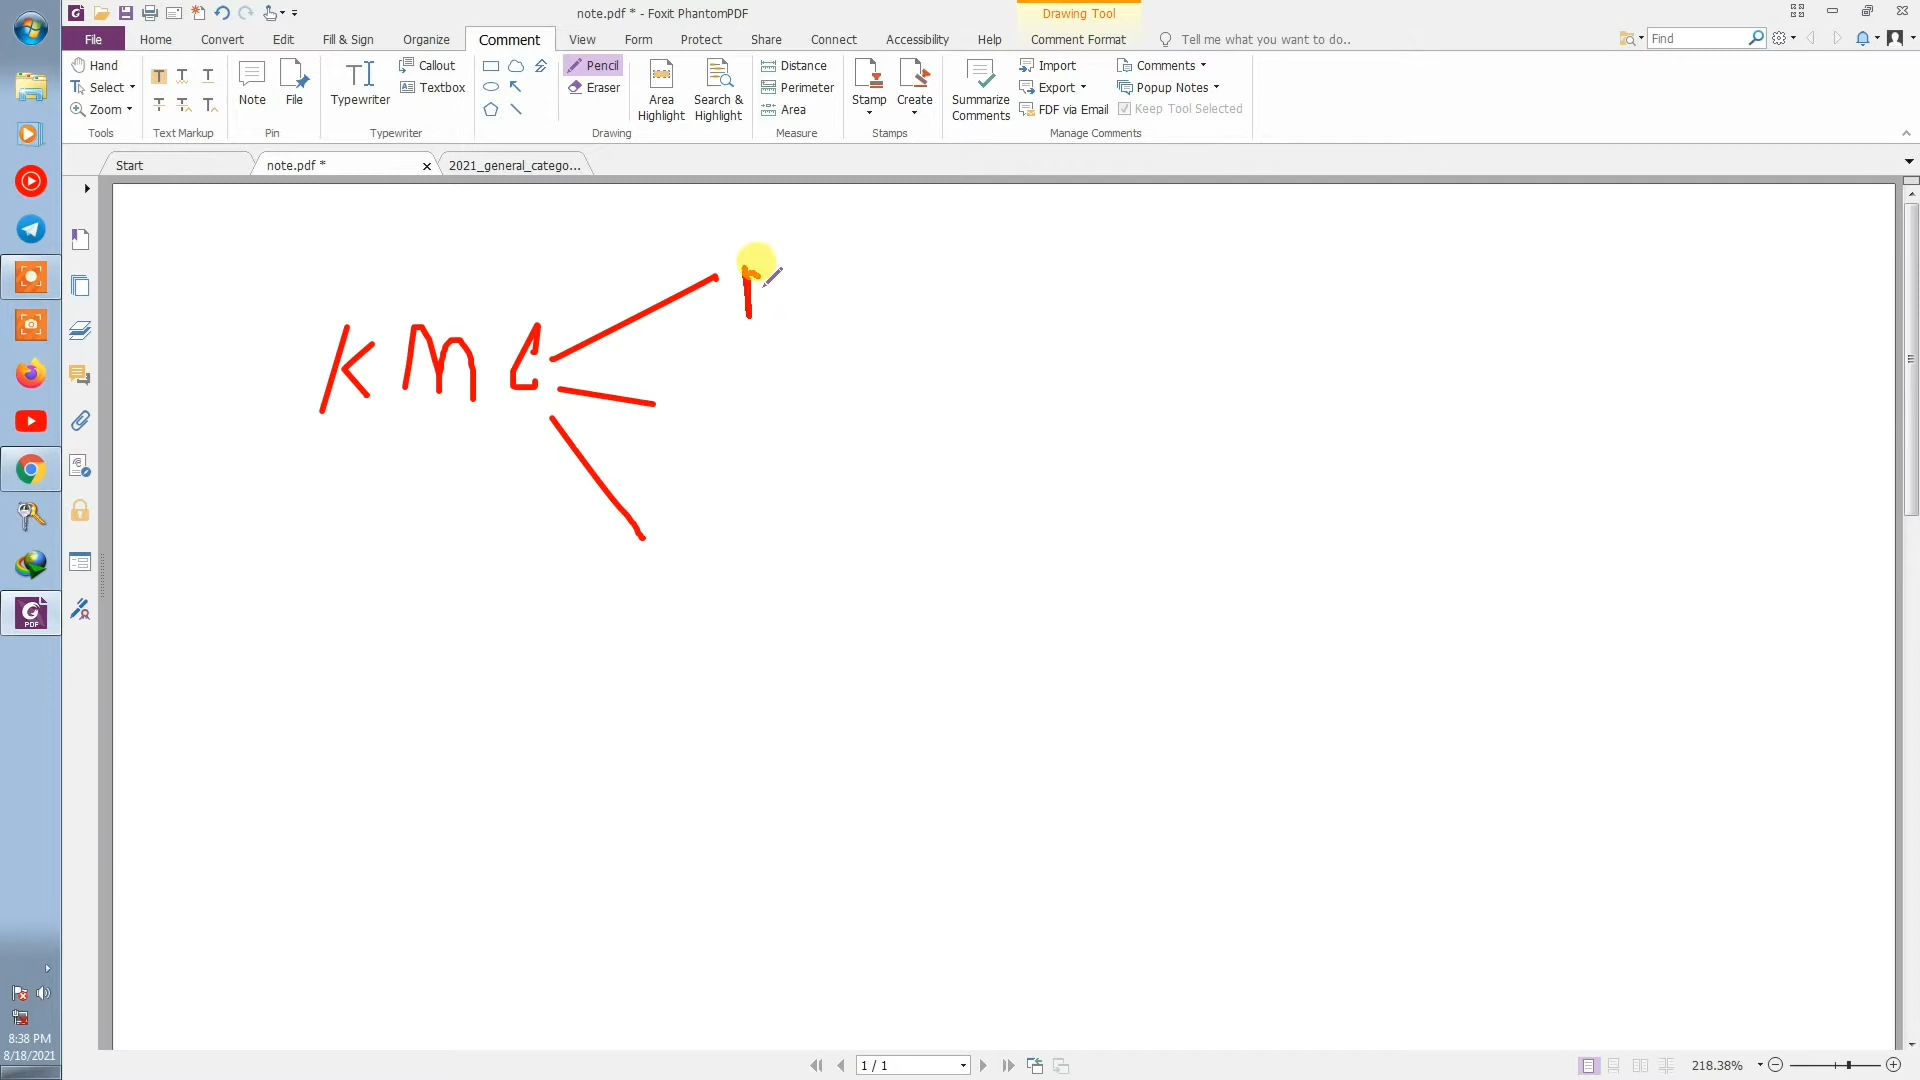 note.pdf * - Foxit PhantomPDF
Drawing Tool
File Home Convert Edit Fill & Sign Organize Comment View Form Protect Share Connect Accessibility Help Comment Format Tell me what you want to do.. Find
Hand
Select
Zoom
Tools
Text Markup
Note
File
Pin
Typewriter
Callout
Textbox
Typewriter
Pencil
Eraser
Area Highlight
Search & Highlight
Drawing
Distance
Perimeter
Area
Measure
Stamp
Create
Stamps
Summarize Comments
Import
Export
FDF via Email
Comments
Popup Notes
Keep Tool Selected
Manage Comments
Start
note.pdf *
2021_general_catego...
KMC
PDF
8:38 PM
8/18/2021
1 / 1
218.38%